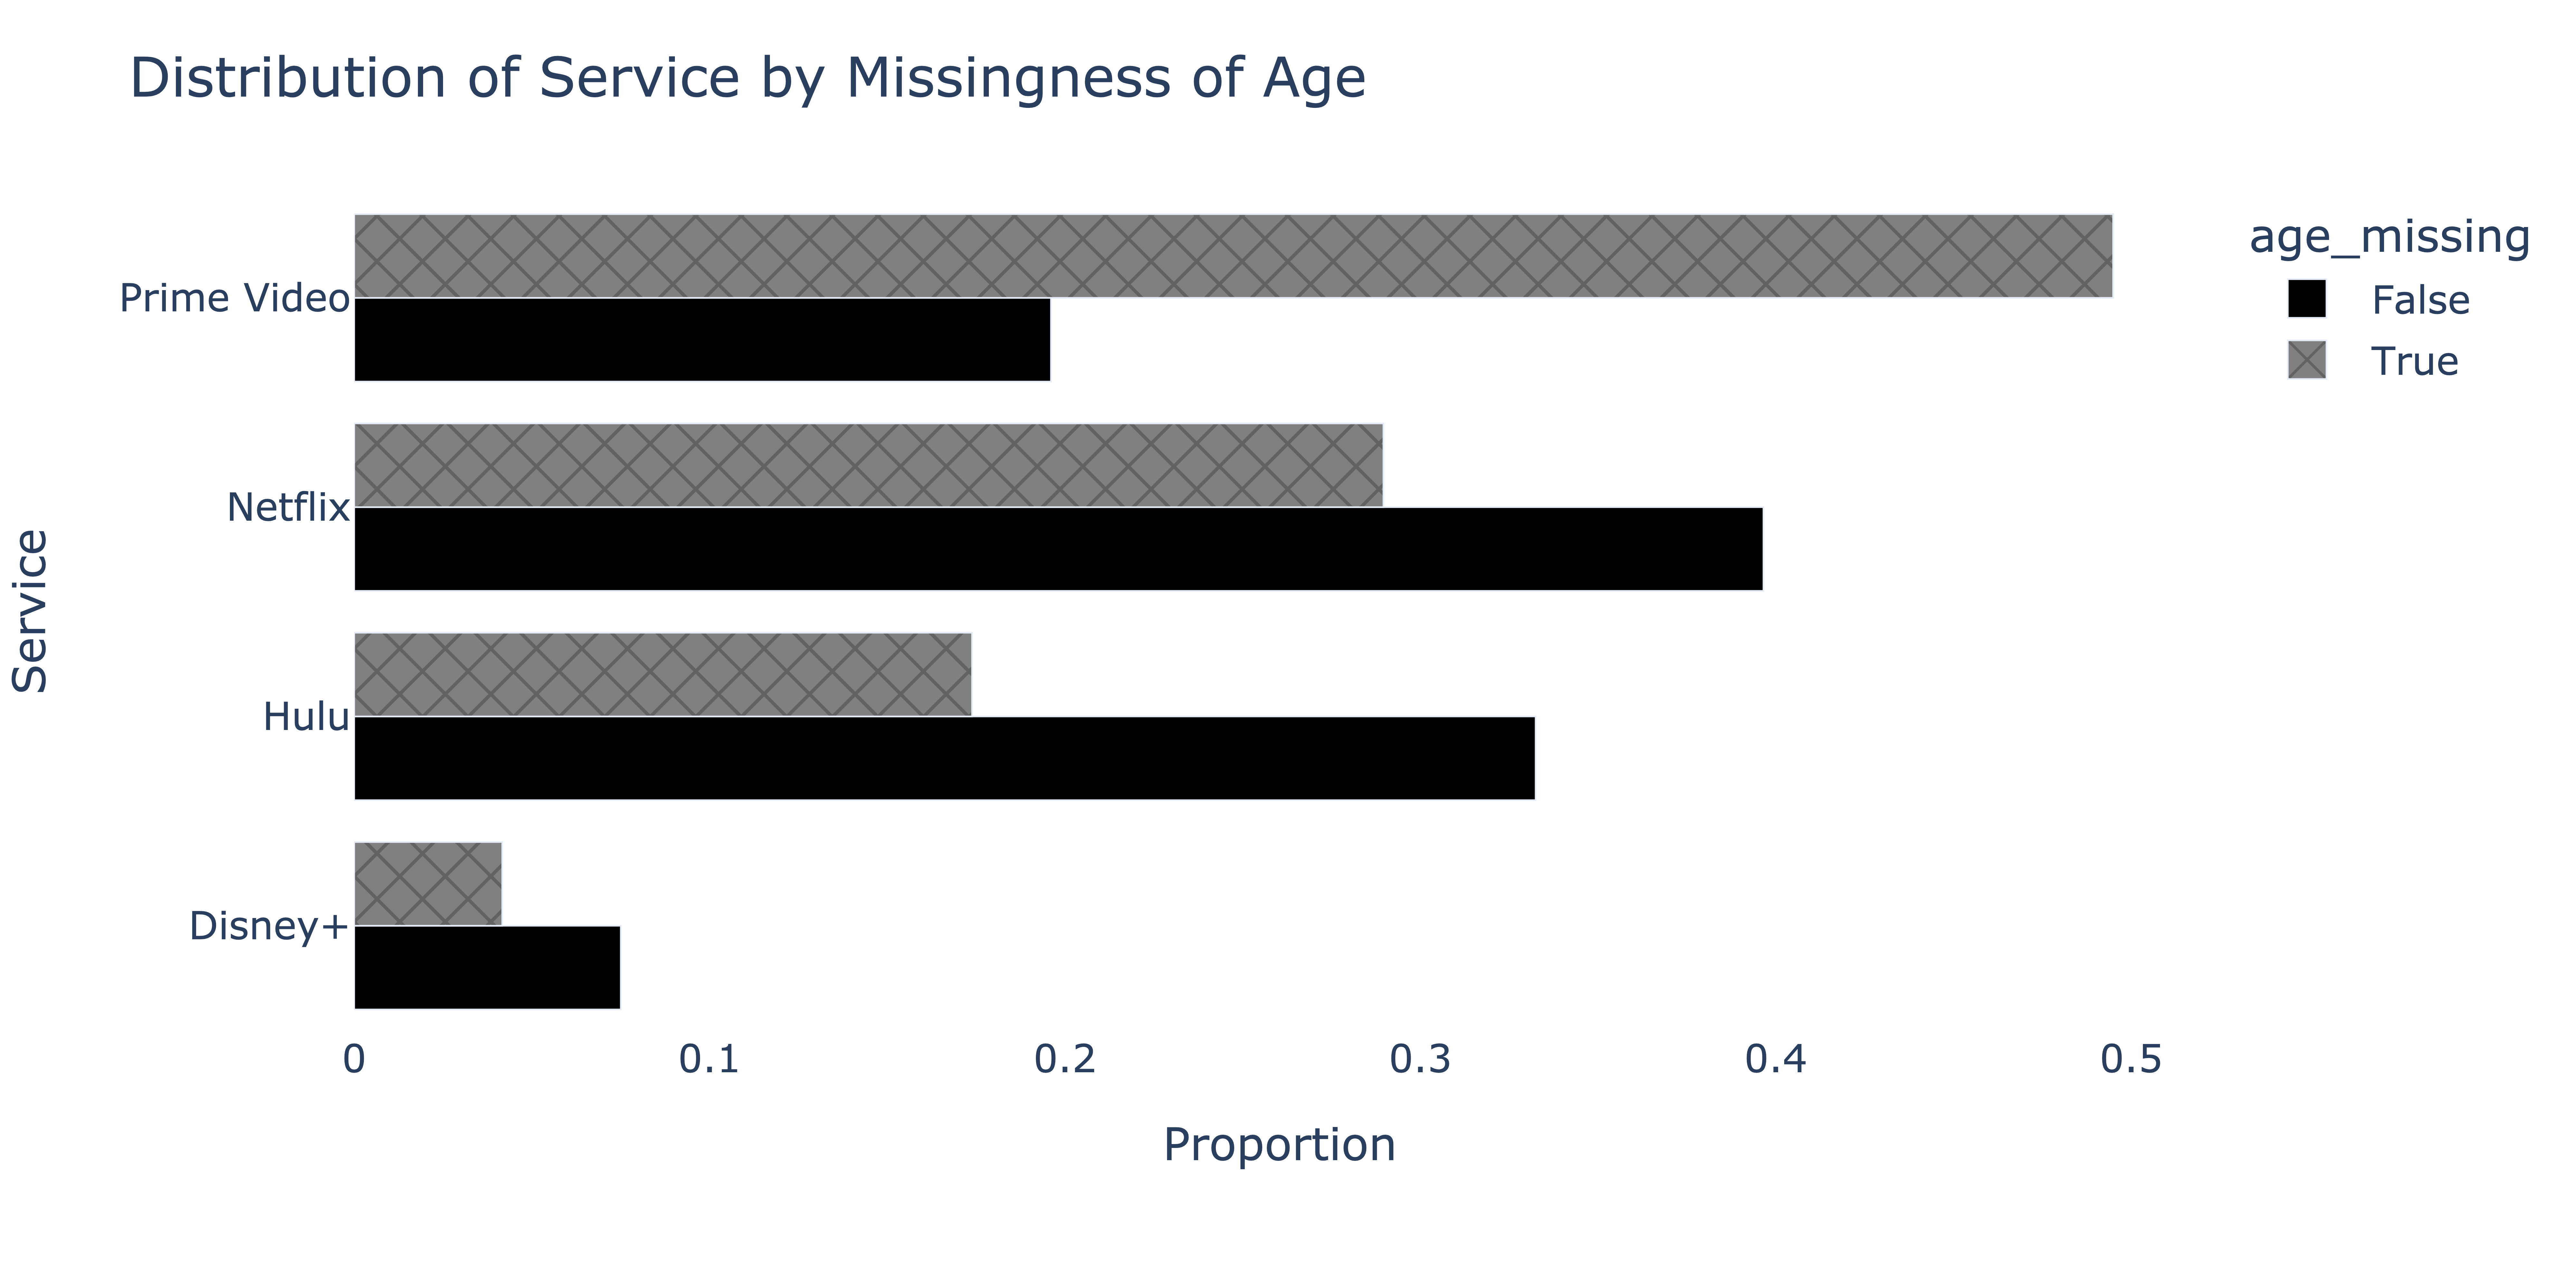 Distribution of Service by Missingness of Age
age_missing
False
True
Service
Prime Video
Netflix
Hulu
Disney+
0 0.1 0.2 0.3 0.4 0.5
Proportion